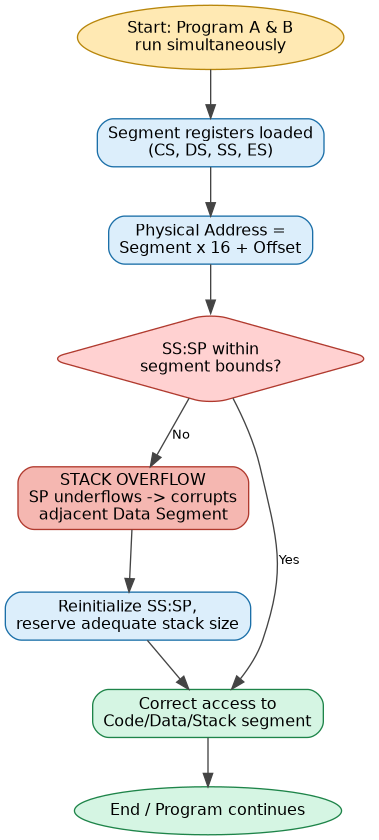 Start: Program A & B
run simultaneously
Segment registers loaded
(CS, DS, SS, ES)
Physical Address =
Segment x 16 + Offset
SS:SP within
segment bounds?
No
STACK OVERFLOW
SP underflows -> corrupts
adjacent Data Segment
Yes
Reinitialize SS:SP,
reserve adequate stack size
Correct access to
Code/Data/Stack segment
End / Program continues